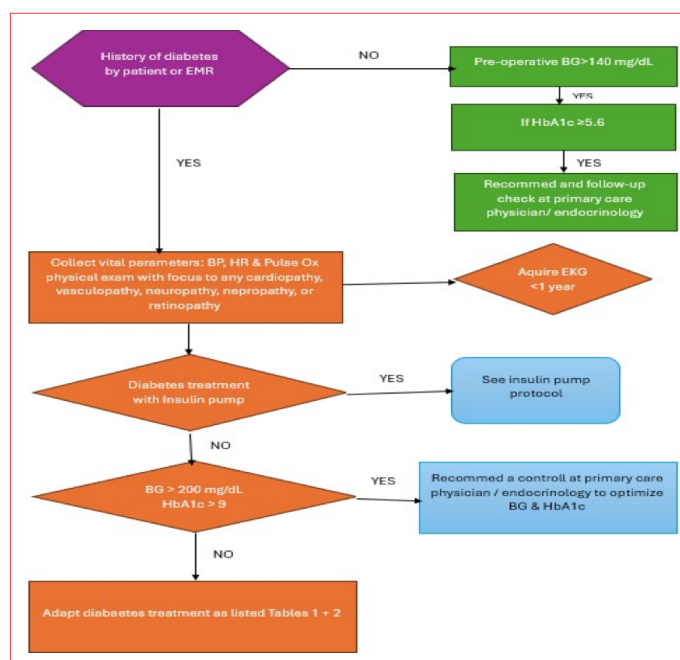 History of diabetes
by patient or EMR
NO
Pre-operative BG>140 mg/dL
YES
If HbA1c ≥5.6
YES
Recommed and follow-up
check at primary care
physician/ endocrinology
YES
Collect vital parameters: BP, HR & Pulse Ox
physical exam with focus to any cardiopathy,
vasculopathy, neuropathy, nepropathy, or
retinopathy
Aquire EKG
<1 year
Diabetes treatment
with Insulin pump
YES
See insulin pump
protocol
NO
BG > 200 mg/dL
HbA1c > 9
YES
Recommed a controll at primary care
physician / endocrinology to optimize
BG & HbA1c
NO
Adapt diabaetes treatment as listed Tables 1 + 2